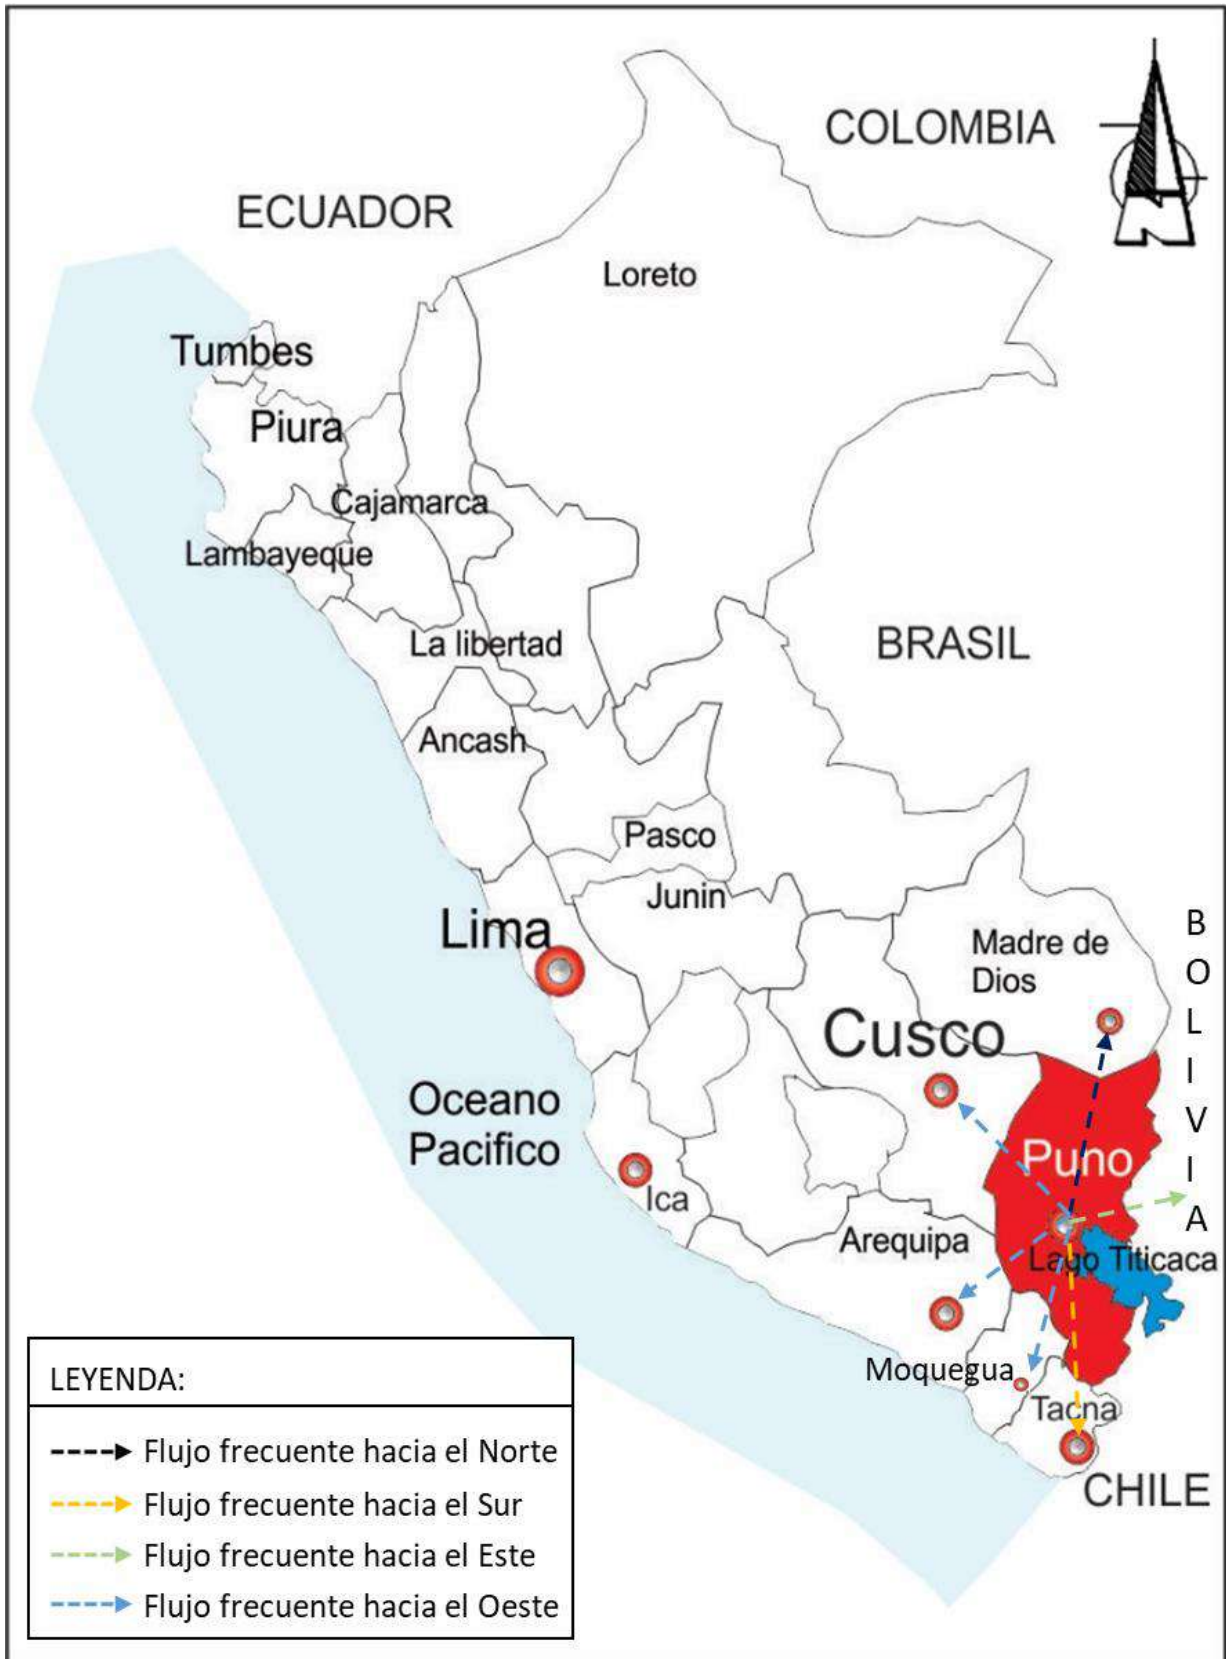 COLOMBIA
ECUADOR
Loreto
Tumbes
Piura
Cajamarca
Lambayeque
La libertad
BRASIL
Ancash
Pasco
Junin
Lima
Madre de
Dios
B
O
L
I
V
I
A
Cusco
Oceano
Pacifico
Puno
Ica
Arequipa
Lago Titicaca
Moquegua
Tacna
CHILE
LEYENDA:
Flujo frecuente hacia el Norte
Flujo frecuente hacia el Sur
Flujo frecuente hacia el Este
Flujo frecuente hacia el Oeste
N